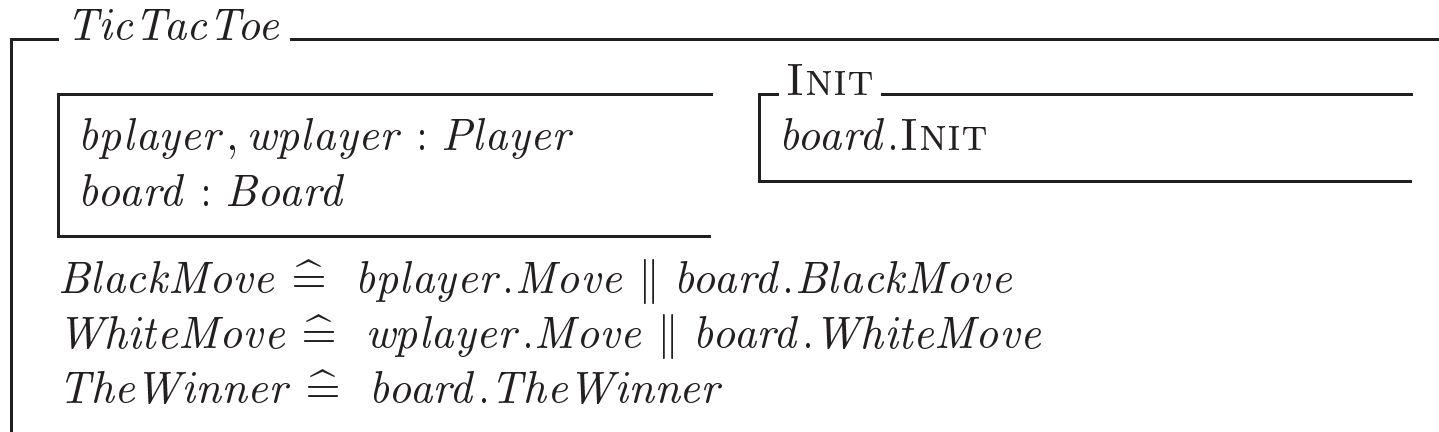 TicTacToe
bplayer, wplayer : Player
board : Board
INIT
board.INIT
BlackMove ≙ bplayer.Move ∥ board.BlackMove
WhiteMove ≙ wplayer.Move ∥ board.WhiteMove
TheWinner ≙ board.TheWinner